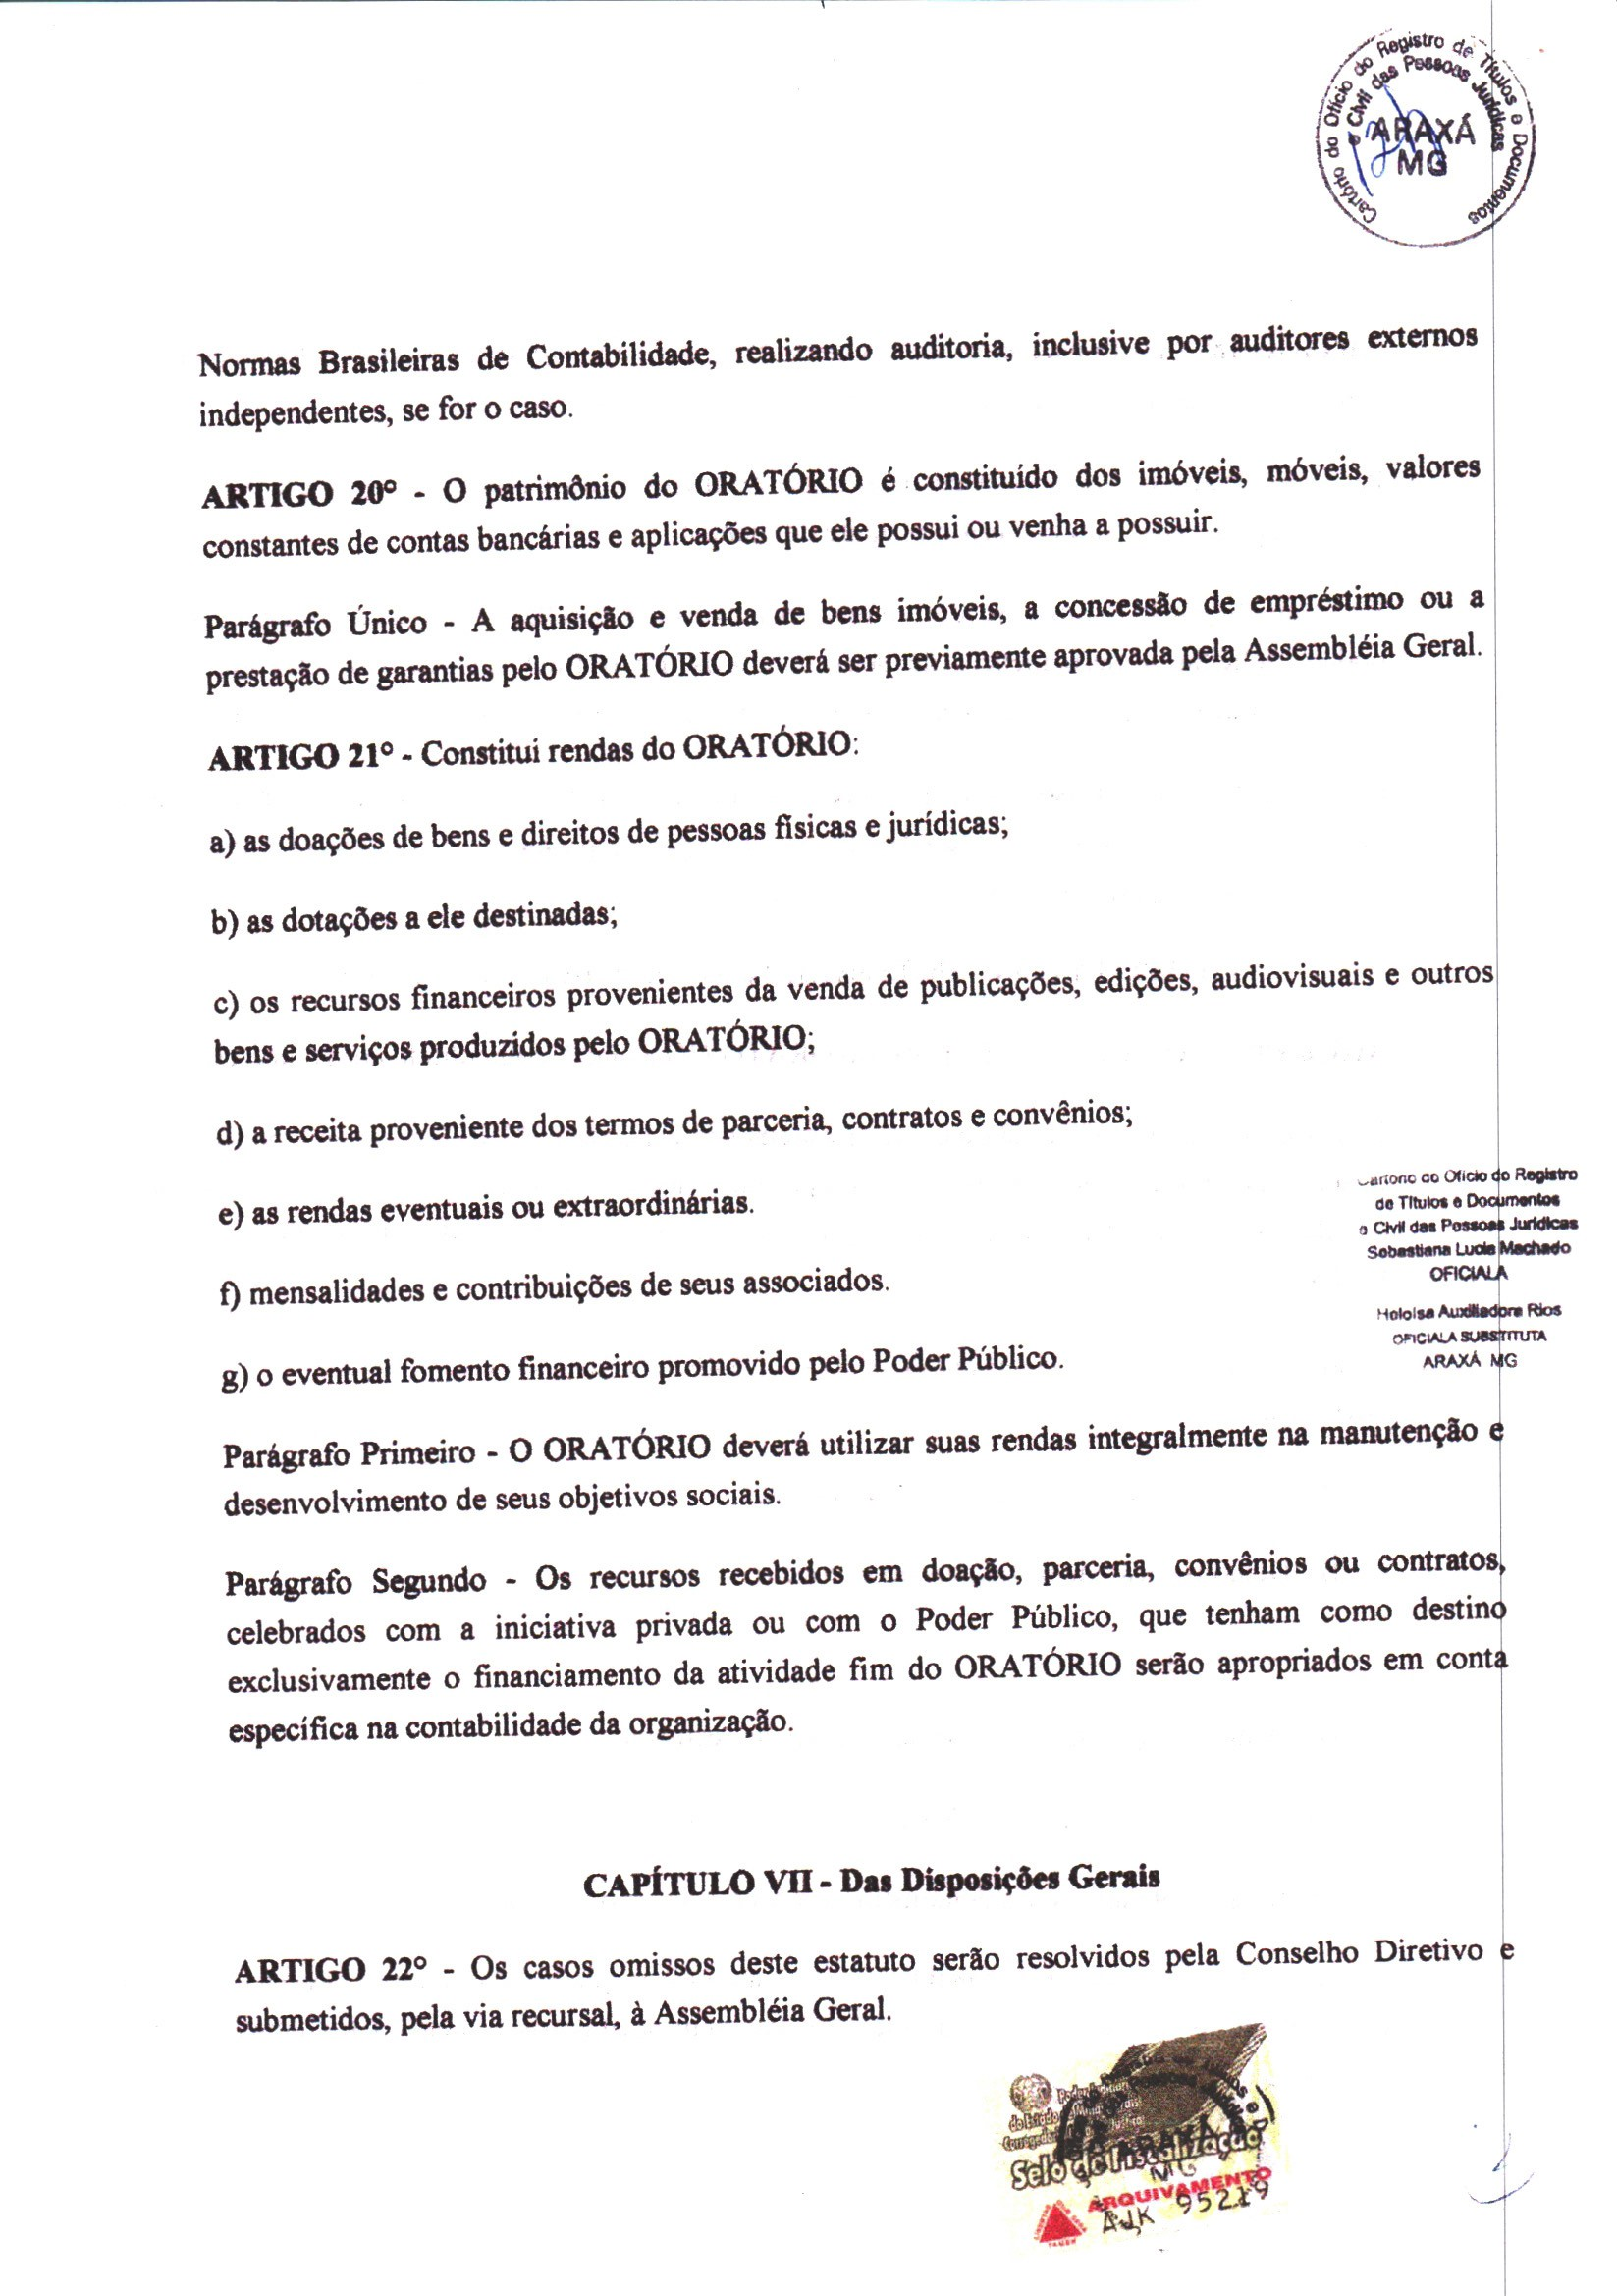 Cartório do Ofício do Registro de Títulos e Documentos
e Civil das Pessoas Jurídicas
ARAXÁ
MG
Normas Brasileiras de Contabilidade, realizando auditoria, inclusive por auditores externos
independentes, se for o caso.
ARTIGO 20º - O patrimônio do ORATÓRIO é constituído dos imóveis, móveis, valores
constantes de contas bancárias e aplicações que ele possui ou venha a possuir.
Parágrafo Único - A aquisição e venda de bens imóveis, a concessão de empréstimo ou a
prestação de garantias pelo ORATÓRIO deverá ser previamente aprovada pela Assembléia Geral.
ARTIGO 21º - Constitui rendas do ORATÓRIO:
a) as doações de bens e direitos de pessoas físicas e jurídicas;
b) as dotações a ele destinadas;
c) os recursos financeiros provenientes da venda de publicações, edições, audiovisuais e outros
bens e serviços produzidos pelo ORATÓRIO;
d) a receita proveniente dos termos de parceria, contratos e convênios;
e) as rendas eventuais ou extraordinárias.
f) mensalidades e contribuições de seus associados.
g) o eventual fomento financeiro promovido pelo Poder Público.
Cartório do Ofício do Registro
de Títulos e Documentos
e Civil das Pessoas Jurídicas
Sebastiana Lucia Machado
OFICIALA
Heloisa Auxiliadora Rios
OFICIALA SUBSTITUTA
ARAXÁ MG
Parágrafo Primeiro - O ORATÓRIO deverá utilizar suas rendas integralmente na manutenção e
desenvolvimento de seus objetivos sociais.
Parágrafo Segundo - Os recursos recebidos em doação, parceria, convênios ou contratos,
celebrados com a iniciativa privada ou com o Poder Público, que tenham como destino
exclusivamente o financiamento da atividade fim do ORATÓRIO serão apropriados em conta
específica na contabilidade da organização.
CAPÍTULO VII - Das Disposições Gerais
ARTIGO 22º - Os casos omissos deste estatuto serão resolvidos pela Conselho Diretivo e
submetidos, pela via recursal, à Assembléia Geral.
do Estado
Selo de Fiscalização
ARAXÁ
MG
ARQUIVAMENTO
AJK 95219